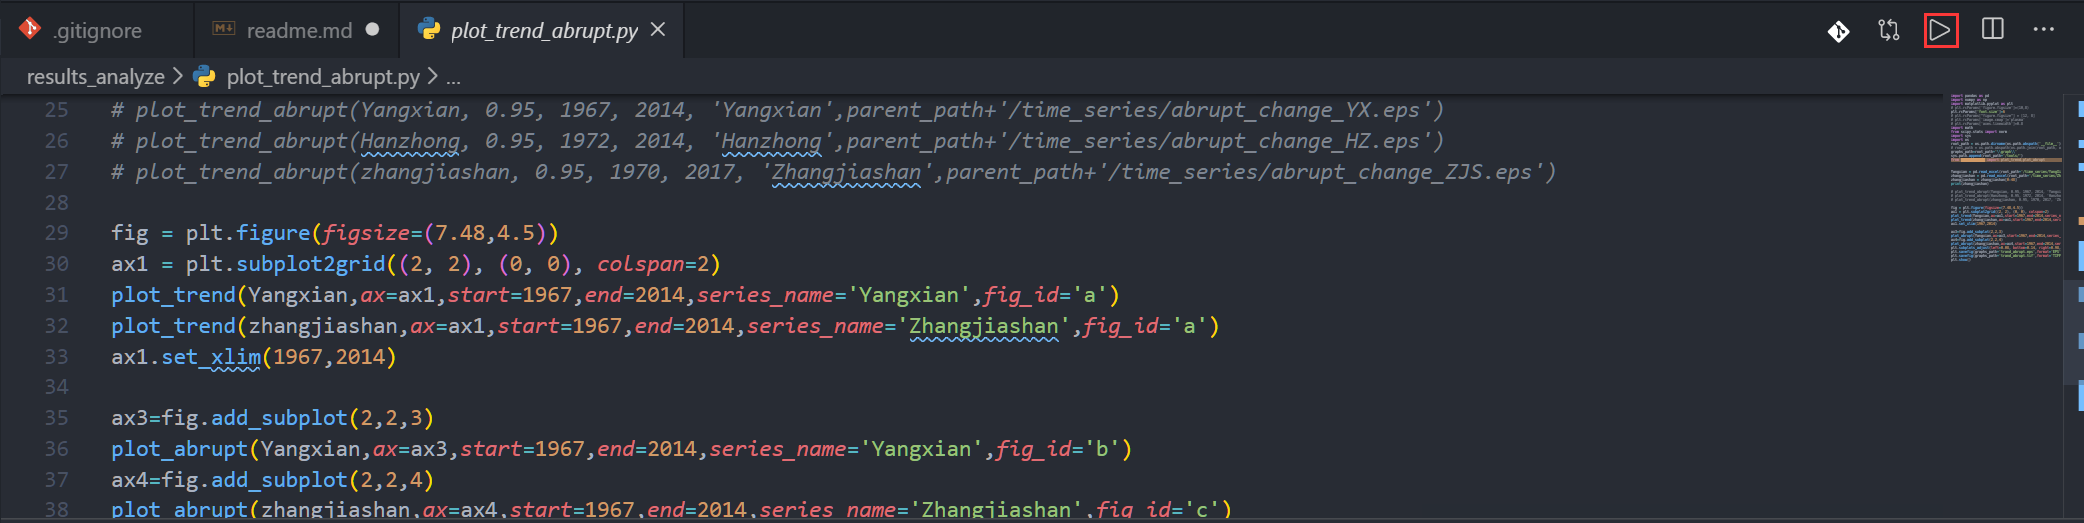 .gitignore readme.md plot_trend_abrupt.py
results_analyze > plot_trend_abrupt.py > ...
25 # plot_trend_abrupt(Yangxian, 0.95, 1967, 2014, 'Yangxian',parent_path+'/time_series/abrupt_change_YX.eps')
26 # plot_trend_abrupt(Hanzhong, 0.95, 1972, 2014, 'Hanzhong',parent_path+'/time_series/abrupt_change_HZ.eps')
27 # plot_trend_abrupt(zhangjiashan, 0.95, 1970, 2017, 'Zhangjiashan',parent_path+'/time_series/abrupt_change_ZJS.eps')
28
29 fig = plt.figure(figsize=(7.48,4.5))
30 ax1 = plt.subplot2grid((2, 2), (0, 0), colspan=2)
31 plot_trend(Yangxian,ax=ax1,start=1967,end=2014,series_name='Yangxian',fig_id='a')
32 plot_trend(zhangjiashan,ax=ax1,start=1967,end=2014,series_name='Zhangjiashan',fig_id='a')
33 ax1.set_xlim(1967,2014)
34
35 ax3=fig.add_subplot(2,2,3)
36 plot_abrupt(Yangxian,ax=ax3,start=1967,end=2014,series_name='Yangxian',fig_id='b')
37 ax4=fig.add_subplot(2,2,4)
38 plot_abrupt(zhangjiashan,ax=ax4,start=1967,end=2014,series_name='Zhangjiashan',fig_id='c')